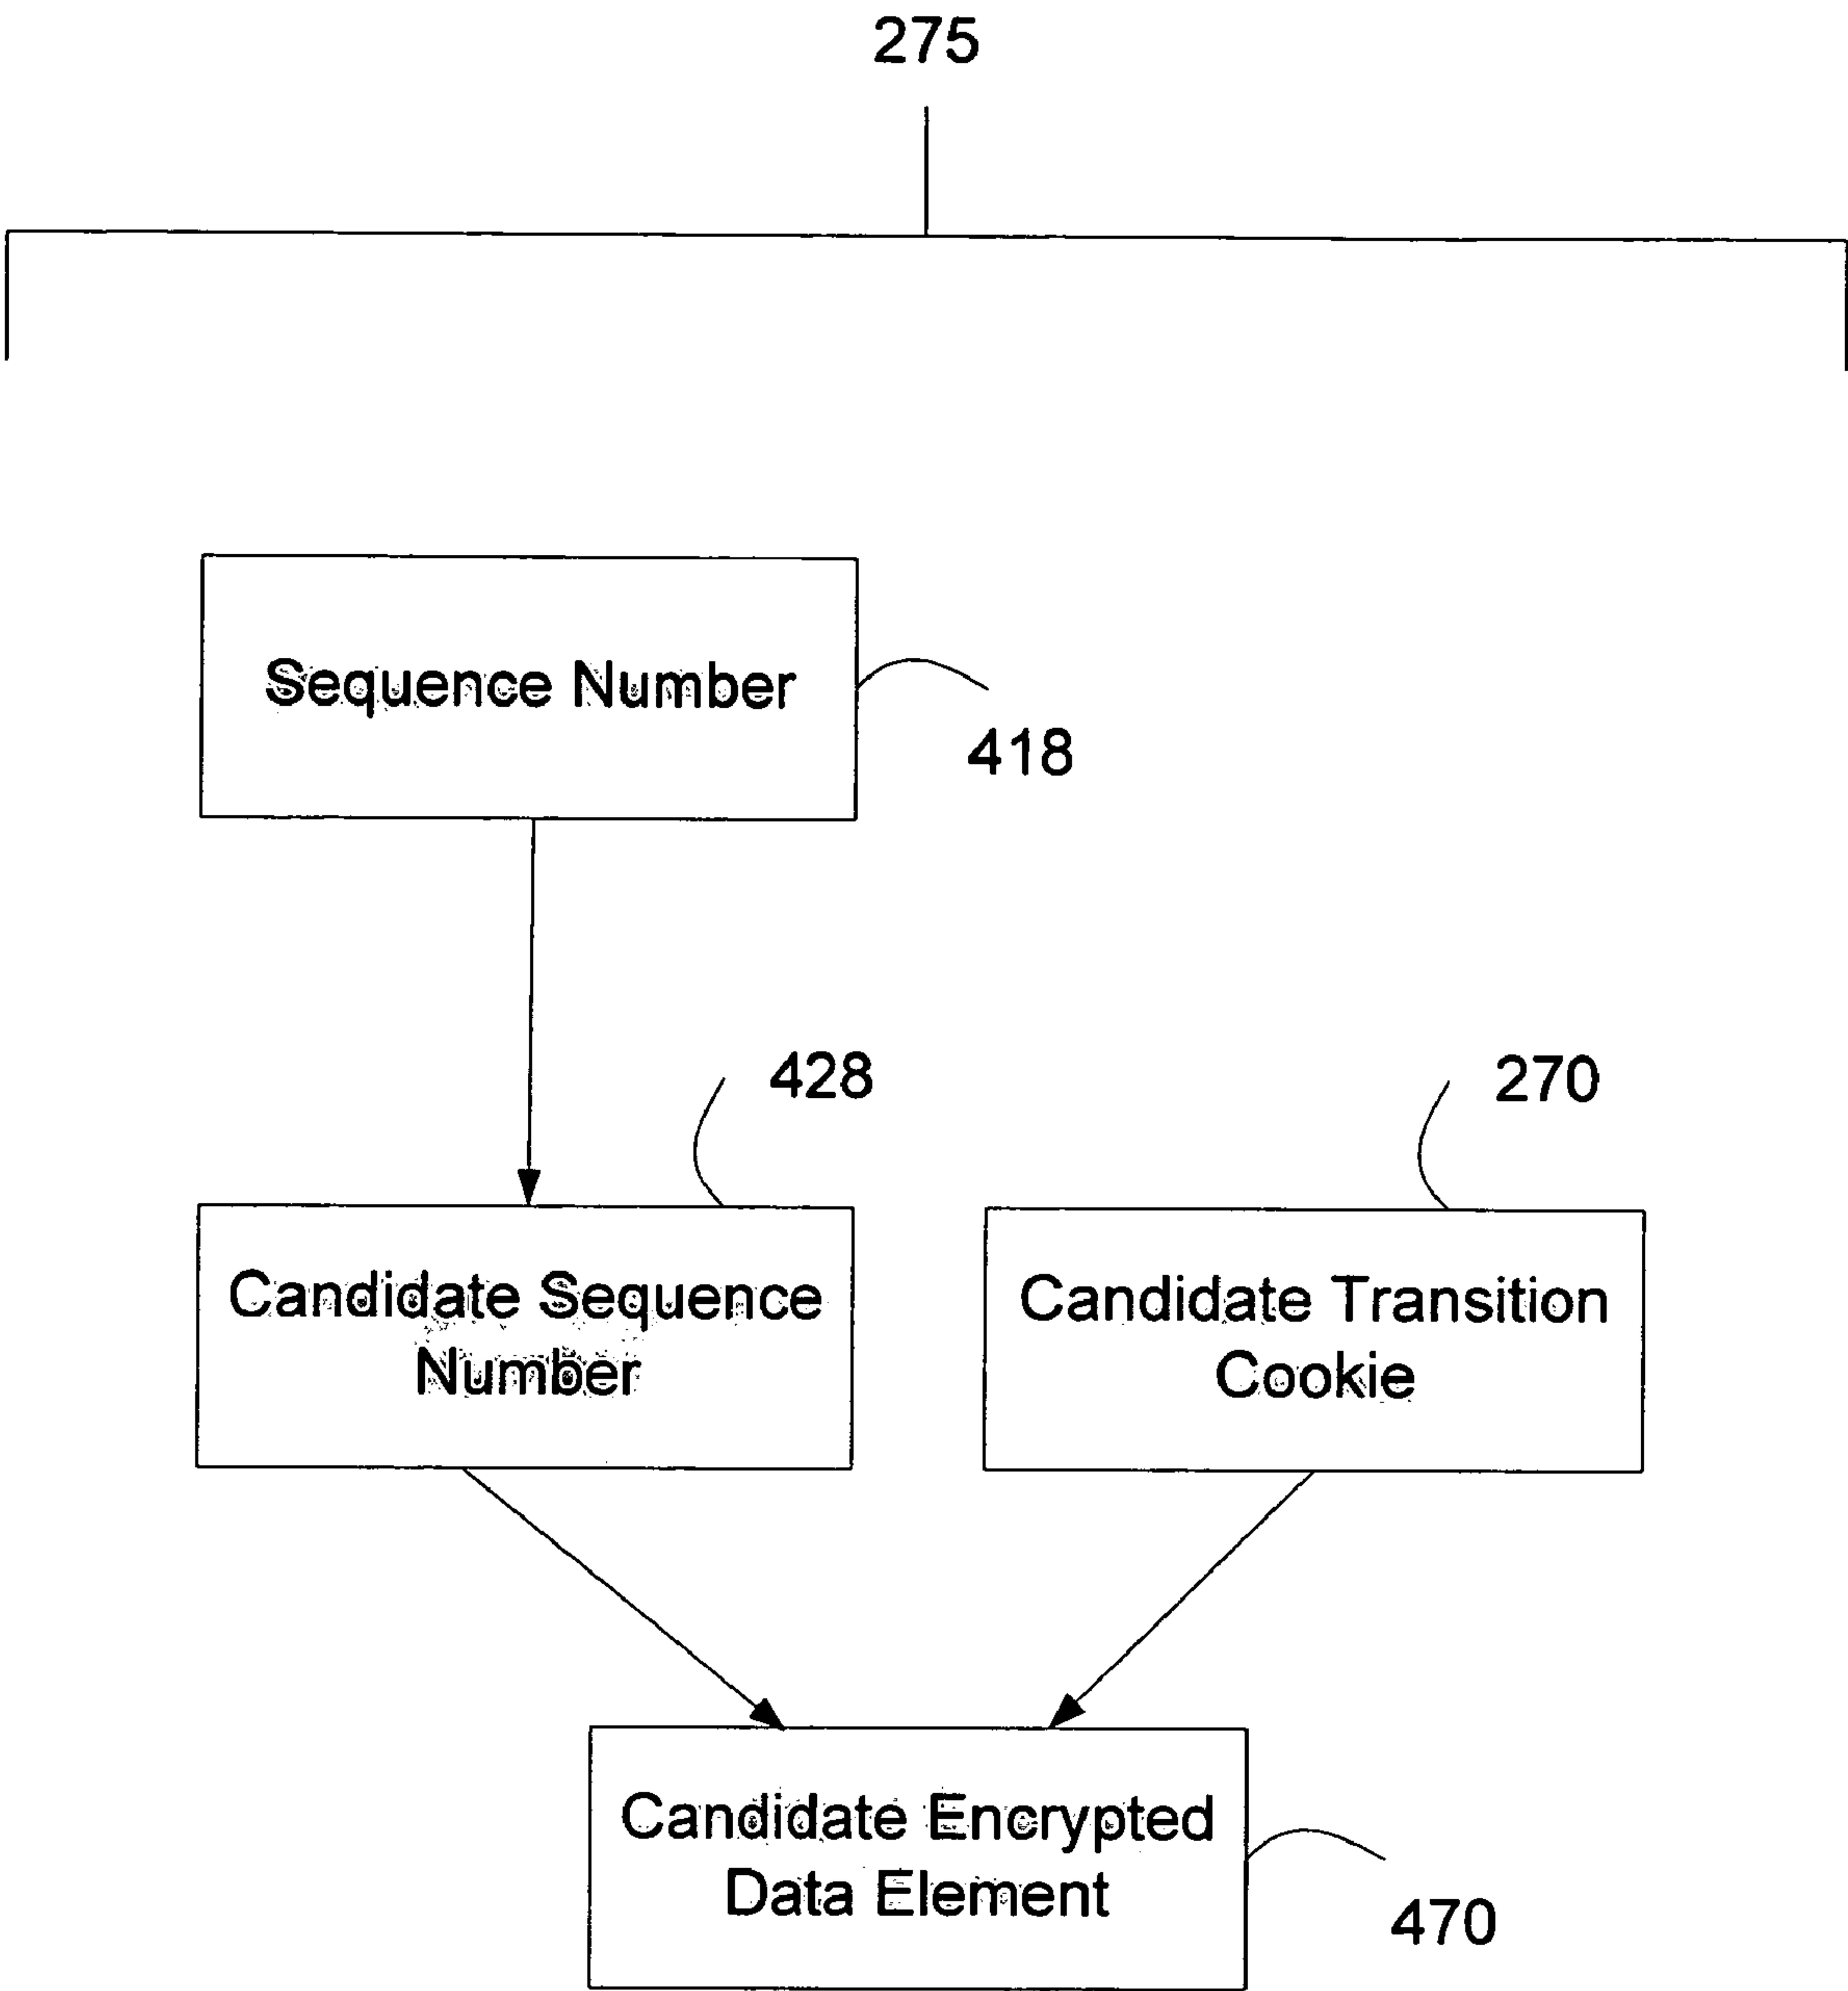 275
Sequence Number
418
428
270
Candidate Sequence
Number
Candidate Transition
Cookie
Candidate Encrypted
Data Element
470